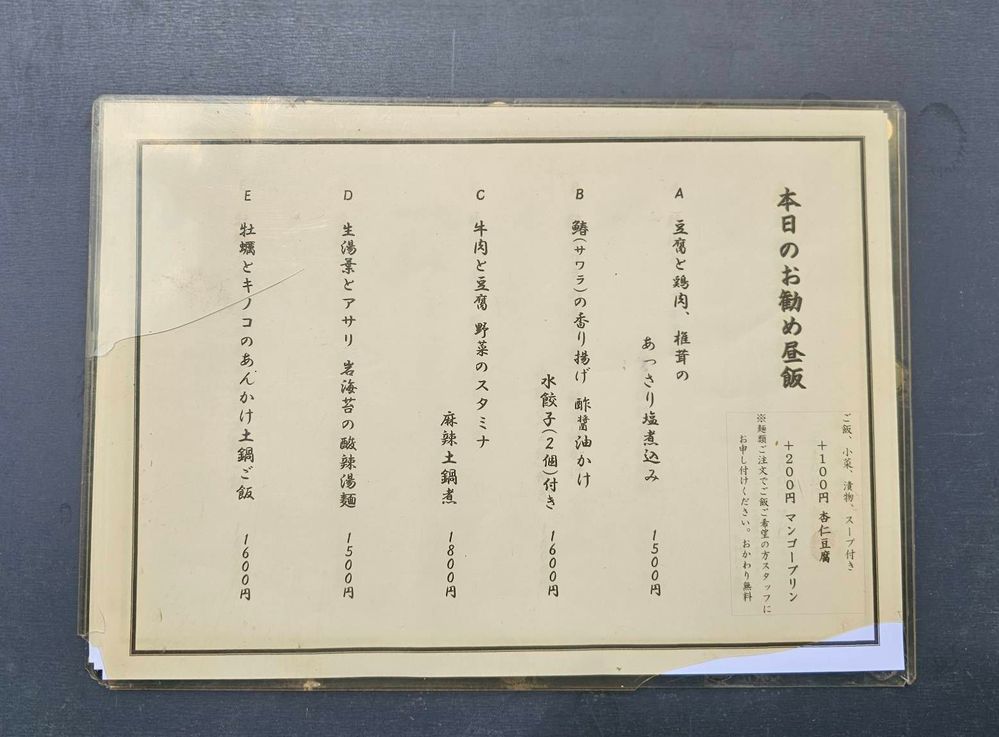 本日のお勧め昼飯
ご飯、小菜、漬物、スープ付き
+100円 杏仁豆腐
+200円 マンゴープリン
※麺類ご注文でご飯ご希望の方スタッフに
お申し付けください。おかわり無料
A 豆腐と鶏肉、椎茸の
あっさり塩煮込み 1500円
B 鰆(サワラ)の香り揚げ 酢醤油かけ
水餃子(2個)付き 1600円
C 牛肉と豆腐 野菜のスタミナ
麻辣土鍋煮 1800円
D 生湯葉とアサリ 岩海苔の酸辣湯麺 1500円
E 牡蠣とキノコのあんかけ土鍋ご飯 1600円